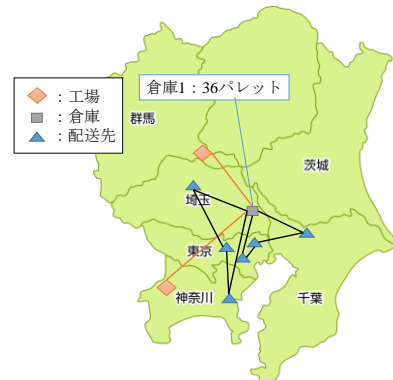 倉庫1：36パレット
：工場
：倉庫
：配送先
群馬
茨城
埼玉
東京
神奈川
千葉